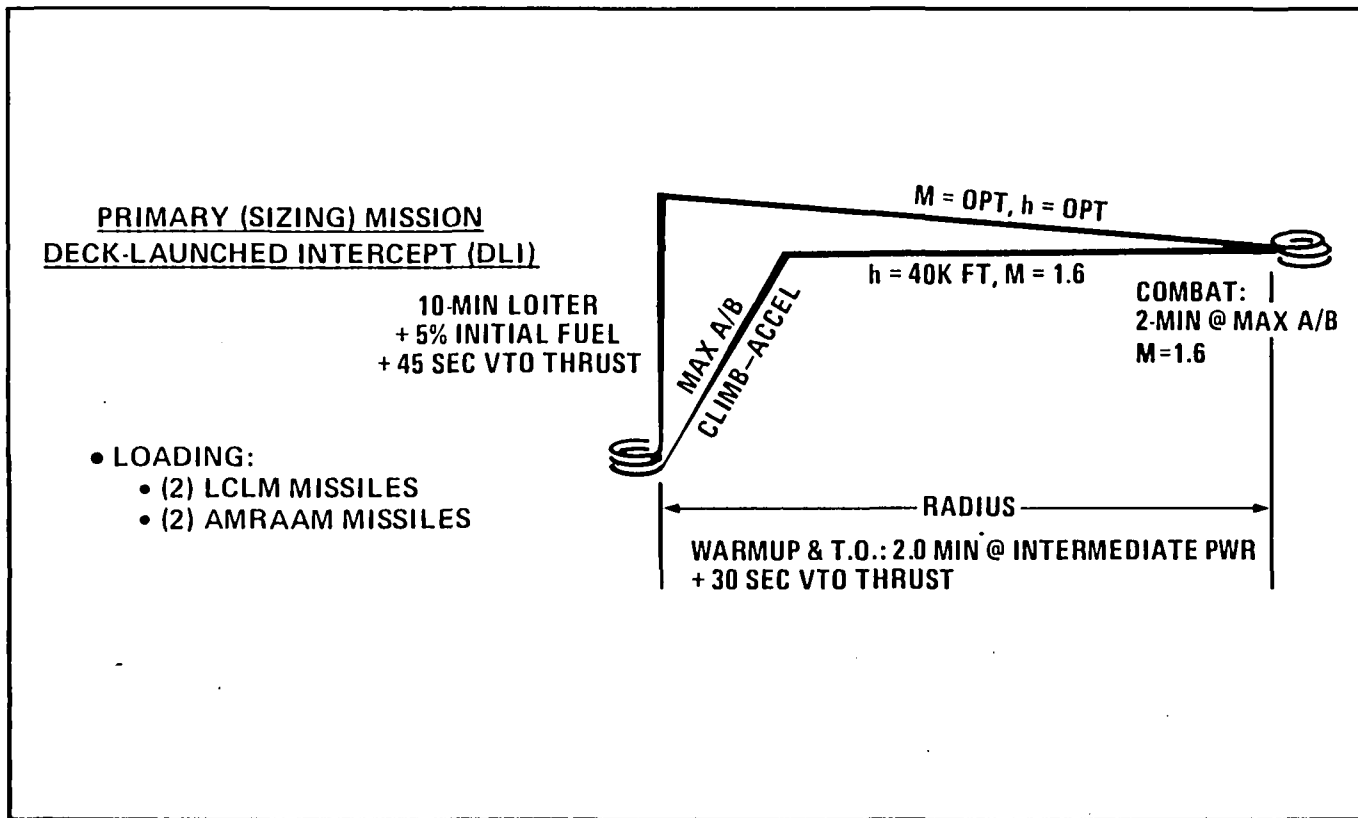 PRIMARY (SIZING) MISSION
DECK-LAUNCHED INTERCEPT (DLI)
10-MIN LOITER
+ 5% INITIAL FUEL
+ 45 SEC VTO THRUST
• LOADING:
• (2) LCLM MISSILES
• (2) AMRAAM MISSILES
M = OPT, h = OPT
h = 40K FT, M = 1.6
MAX A/B
CLIMB–ACCEL
COMBAT:
2-MIN @ MAX A/B
M=1.6
RADIUS
WARMUP & T.O.: 2.0 MIN @ INTERMEDIATE PWR
+ 30 SEC VTO THRUST